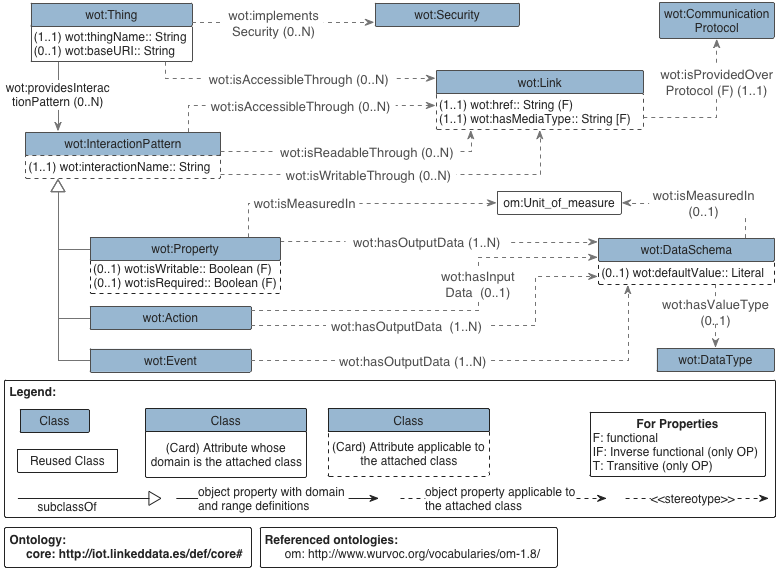 wot:Thing
(1..1) wot:thingName:: String
(0..1) wot:baseURI:: String
wot:implements
Security (0..N)
wot:Security
wot:Communication
Protocol
wot:providesInterac
tionPattern (0..N)
wot:isAccessibleThrough (0..N)
wot:isAccessibleThrough (0..N)
wot:Link
(1..1) wot:href:: String (F)
(1..1) wot:hasMediaType:: String [F)
wot:isProvidedOver
Protocol (F) (1..1)
wot:InteractionPattern
(1..1) wot:interactionName:: String
wot:isReadableThrough (0..N)
wot:isWritableThrough (0..N)
wot:isMeasuredIn
om:Unit_of_measure
wot:isMeasuredIn
(0..1)
wot:Property
(0..1) wot:isWritable:: Boolean (F)
(0..1) wot:isRequired:: Boolean (F)
wot:hasOutputData (1..N)
wot:DataSchema
(0..1) wot:defaultValue:: Literal
wot:hasInput
Data (0..1)
wot:Action
wot:hasOutputData (1..N)
wot:hasValueType
(0..1)
wot:Event
wot:hasOutputData (1..N)
wot:DataType
Legend:
Class
Reused Class
Class
(Card) Attribute whose
domain is the attached class
Class
(Card) Attribute applicable to
the attached class
For Properties
F: functional
IF: Inverse functional (only OP)
T: Transitive (only OP)
subclassOf
object property with domain
and range definitions
object property applicable to
the attached class
<<stereotype>>
Ontology:
core: http://iot.linkeddata.es/def/core#
Referenced ontologies:
om: http://www.wurvoc.org/vocabularies/om-1.8/